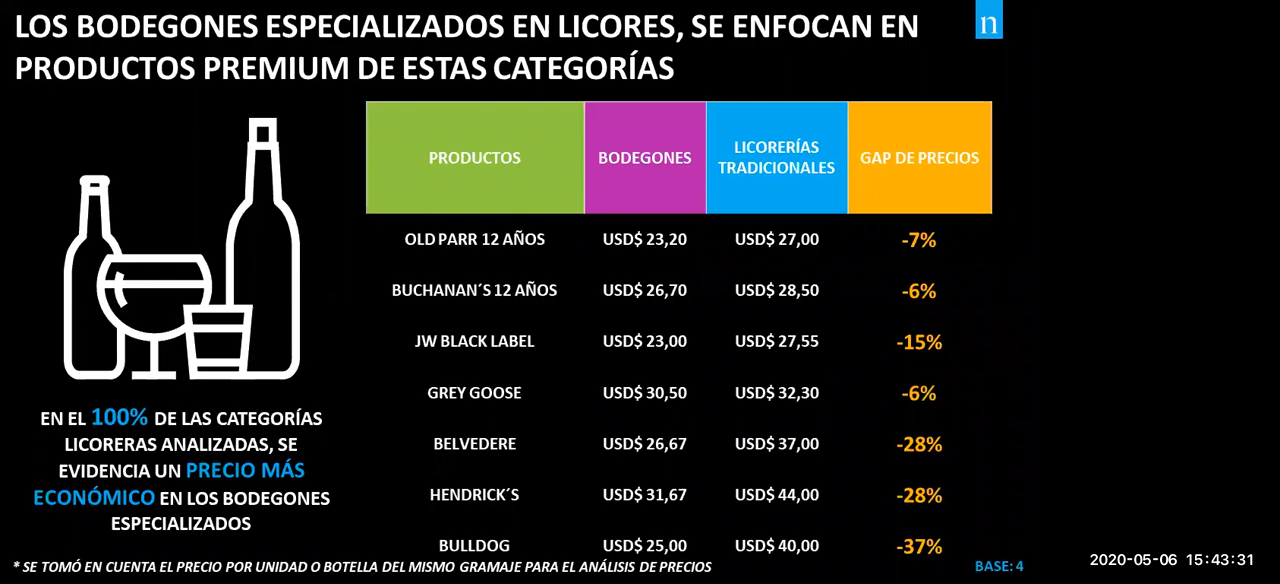 LOS BODEGONES ESPECIALIZADOS EN LICORES, SE ENFOCAN EN
PRODUCTOS PREMIUM DE ESTAS CATEGORÍAS
n
PRODUCTOS BODEGONES LICORERÍAS TRADICIONALES GAP DE PRECIOS
OLD PARR 12 AÑOS USD$ 23,20 USD$ 27,00 -7%
BUCHANAN´S 12 AÑOS USD$ 26,70 USD$ 28,50 -6%
JW BLACK LABEL USD$ 23,00 USD$ 27,55 -15%
GREY GOOSE USD$ 30,50 USD$ 32,30 -6%
BELVEDERE USD$ 26,67 USD$ 37,00 -28%
HENDRICK´S USD$ 31,67 USD$ 44,00 -28%
BULLDOG USD$ 25,00 USD$ 40,00 -37%
EN EL 100% DE LAS CATEGORÍAS
LICORERAS ANALIZADAS, SE
EVIDENCIA UN PRECIO MÁS
ECONÓMICO EN LOS BODEGONES
ESPECIALIZADOS
* SE TOMÓ EN CUENTA EL PRECIO POR UNIDAD O BOTELLA DEL MISMO GRAMAJE PARA EL ANÁLISIS DE PRECIOS
BASE: 4
2020-05-06 15:43:31